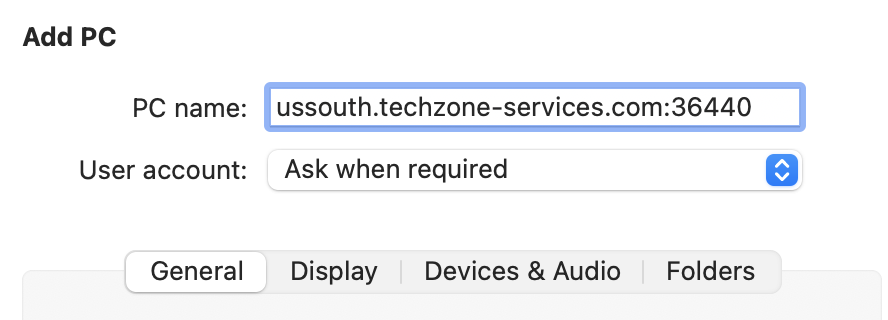 Add PC
PC name: ussouth.techzone-services.com:36440
User account: Ask when required
General Display Devices & Audio Folders